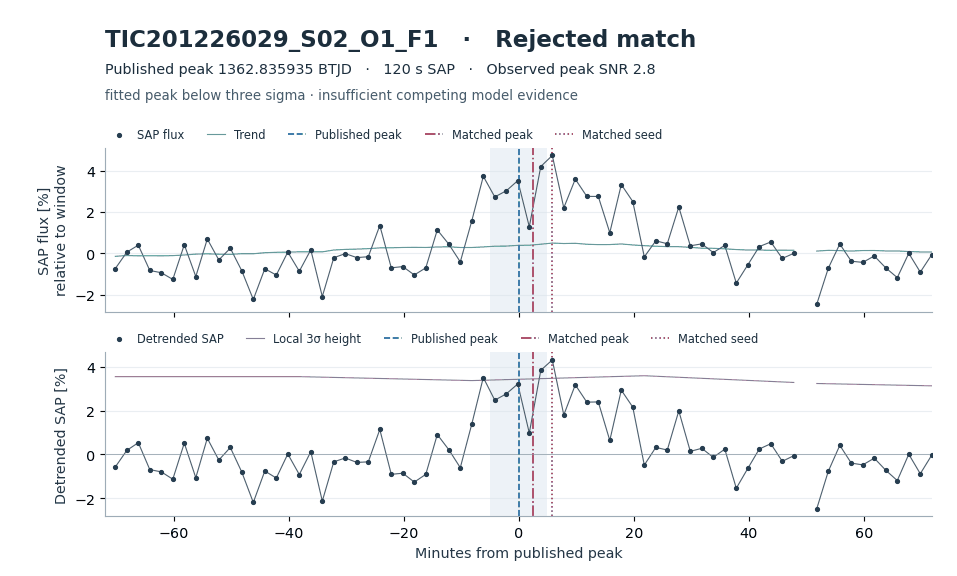 TIC201226029_S02_O1_F1 · Rejected match
Published peak 1362.835935 BTJD · 120 s SAP · Observed peak SNR 2.8
fitted peak below three sigma · insufficient competing model evidence
SAP flux Trend Published peak Matched peak Matched seed
SAP flux [%]
relative to window
4
2
0
−2
Detrended SAP Local 3σ height Published peak Matched peak Matched seed
Detrended SAP [%]
4
2
0
−2
−60 −40 −20 0 20 40 60
Minutes from published peak